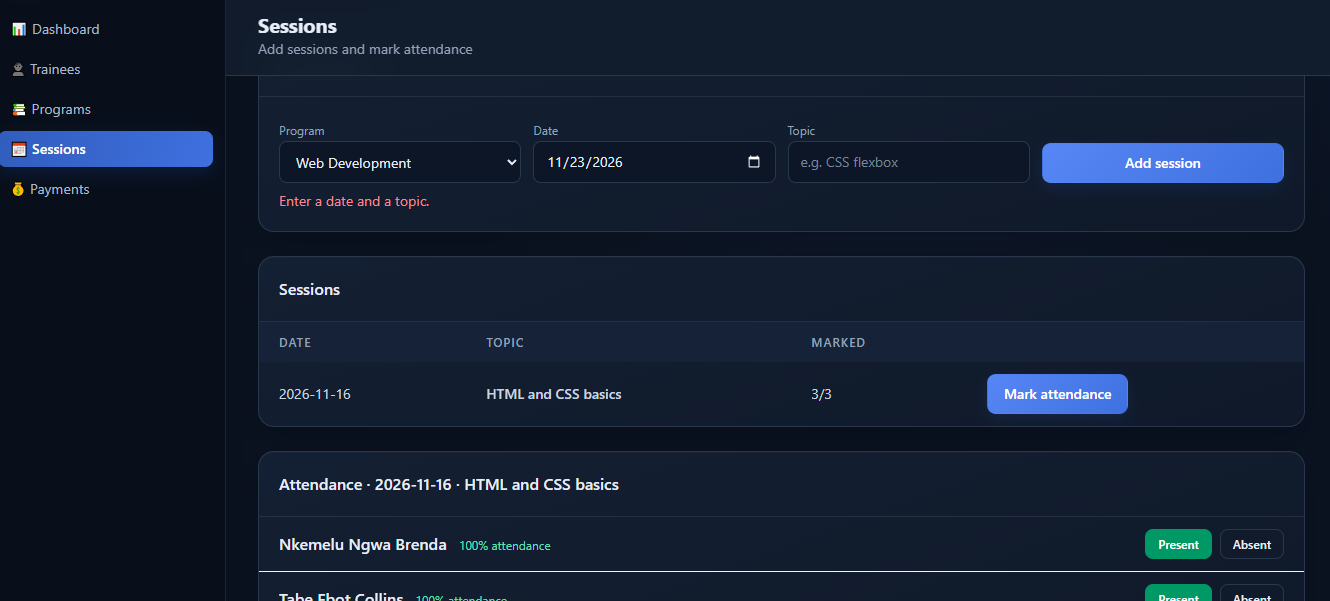 Dashboard
Trainees
Programs
Sessions
Payments
Sessions
Add sessions and mark attendance
Program
Date
Topic
Web Development
11/23/2026
e.g. CSS flexbox
Add session
Enter a date and a topic.
Sessions
DATE TOPIC MARKED
2026-11-16 HTML and CSS basics 3/3 Mark attendance
Attendance · 2026-11-16 · HTML and CSS basics
Nkemelu Ngwa Brenda 100% attendance Present Absent
Tabe Ebot Collins 100% attendance Present Absent